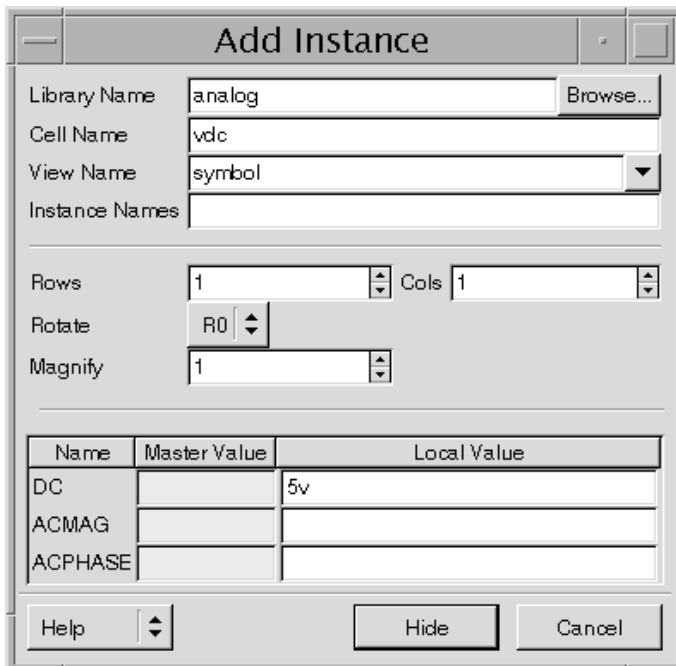 Add Instance
Library Name analog Browse...
Cell Name vdc
View Name symbol
Instance Names
Rows 1 Cols 1
Rotate R0
Magnify 1
Name Master Value Local Value
DC 5v
ACMAG
ACPHASE
Help Hide Cancel